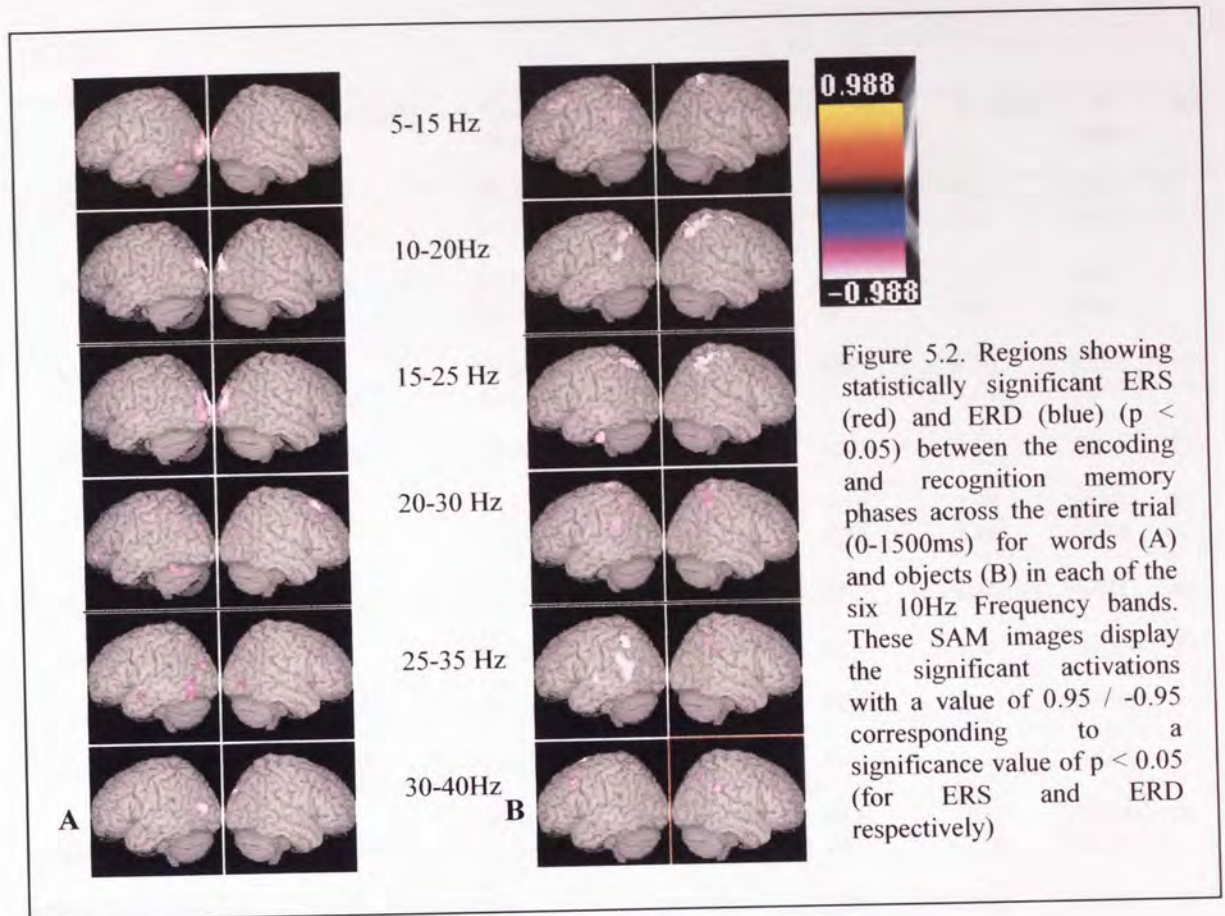 5-15 Hz
10-20Hz
15-25 Hz
20-30 Hz
25-35 Hz
30-40Hz
A
B
0.988
-0.988
Figure 5.2. Regions showing
statistically significant ERS
(red) and ERD (blue) (p <
0.05) between the encoding
and recognition memory
phases across the entire trial
(0-1500ms) for words (A)
and objects (B) in each of the
six 10Hz Frequency bands.
These SAM images display
the significant activations
with a value of 0.95 / -0.95
corresponding to a
significance value of p < 0.05
(for ERS and ERD
respectively)